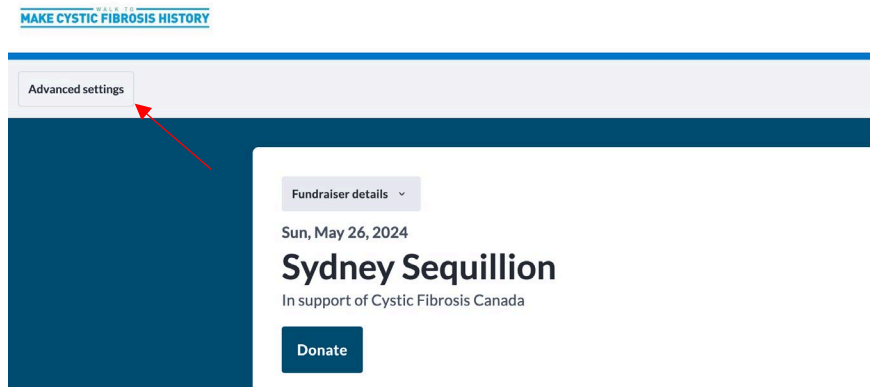 WALK TO
MAKE CYSTIC FIBROSIS HISTORY
Advanced settings
Fundraiser details
Sun, May 26, 2024
Sydney Sequillion
In support of Cystic Fibrosis Canada
Donate